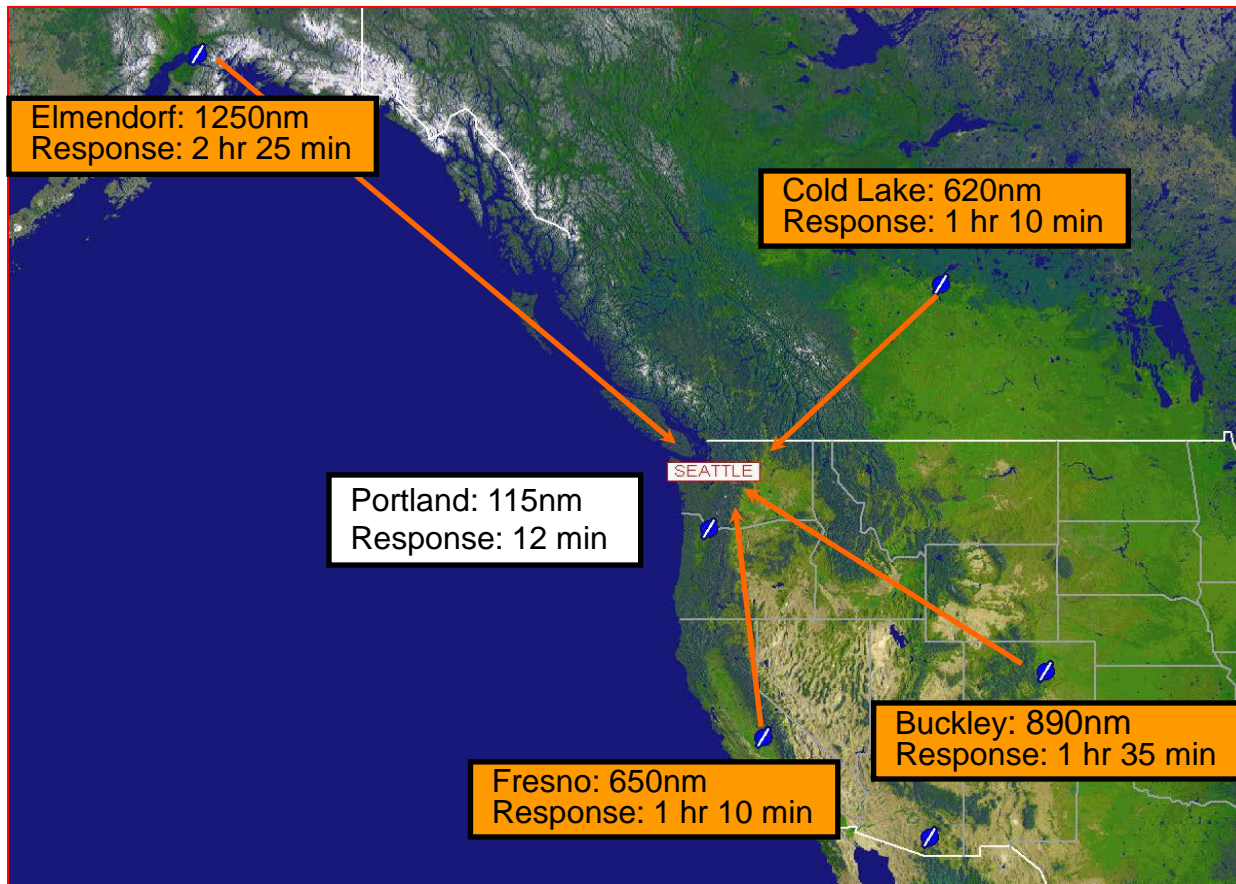 Elmendorf: 1250nm
Response: 2 hr 25 min
Cold Lake: 620nm
Response: 1 hr 10 min
SEATTLE
Portland: 115nm
Response: 12 min
Buckley: 890nm
Response: 1 hr 35 min
Fresno: 650nm
Response: 1 hr 10 min